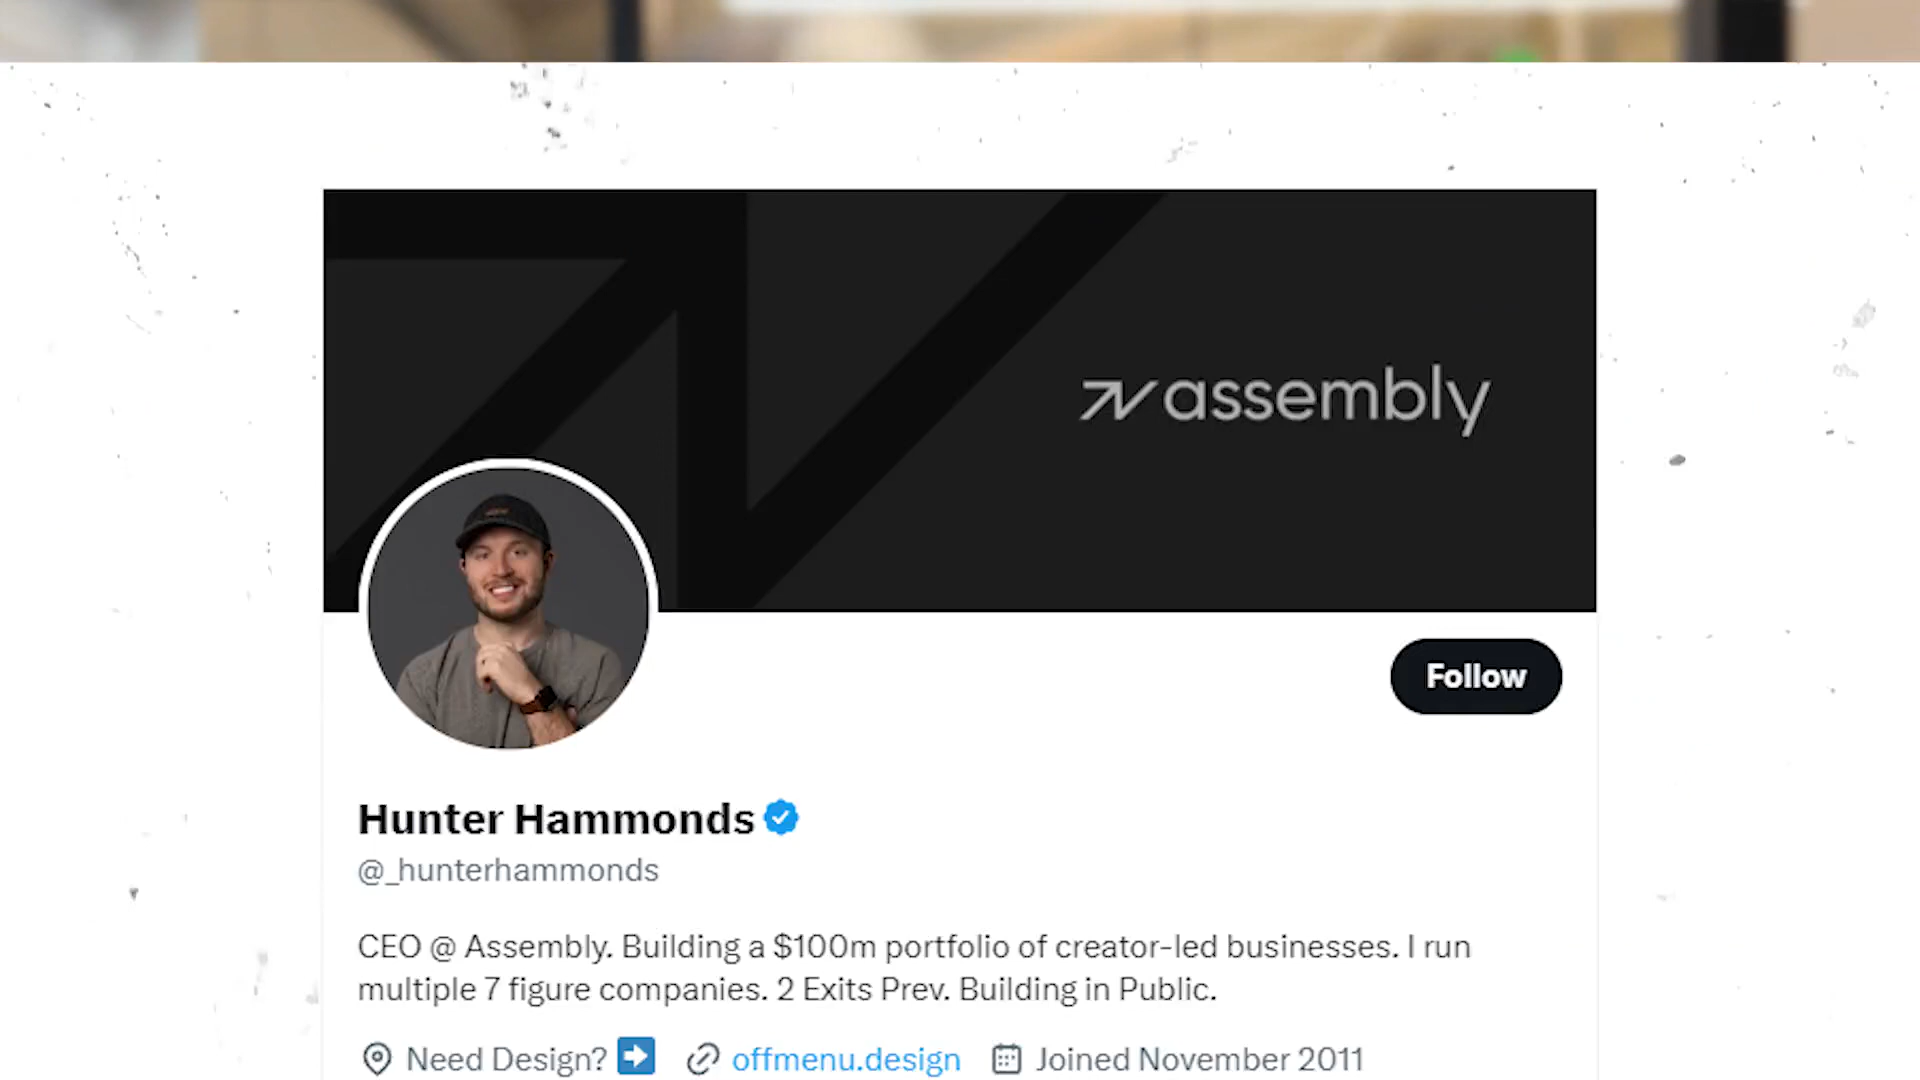 assembly
Follow
Hunter Hammonds
@_hunterhammonds
CEO @ Assembly. Building a $100m portfolio of creator-led businesses. I run
multiple 7 figure companies. 2 Exits Prev. Building in Public.
Need Design? ➡️ offmenu.design Joined November 2011